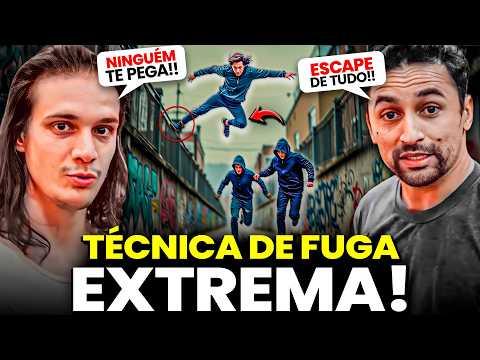 NINGUÉM
TE PEGA!!
ESCAPE
DE TUDO!!
TÉCNICA DE FUGA
EXTREMA!